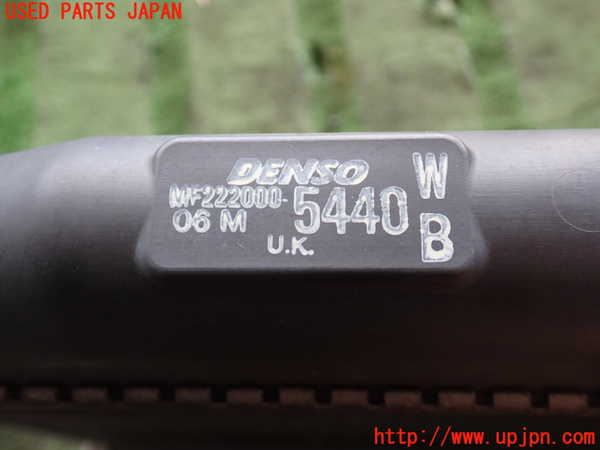 USED PARTS JAPAN
DENSO
MF222000-5440
W
06 M
B
U.K.
http://www.upjpn.com/